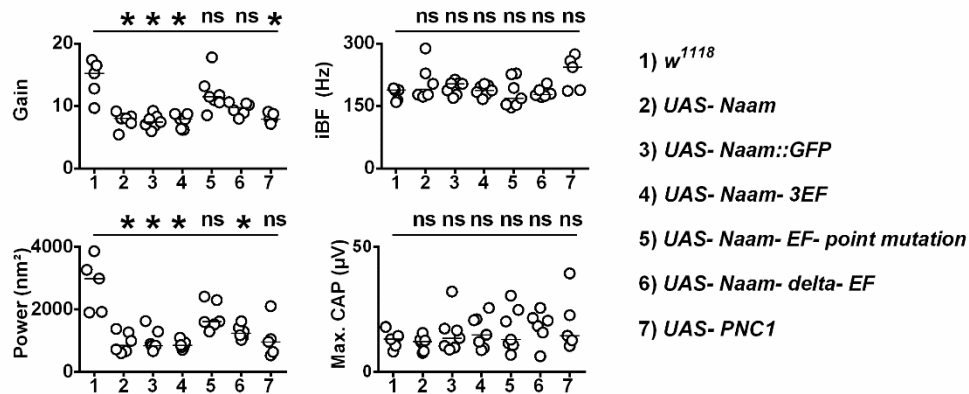 * * * ns ns *
20
10
0
Gain
1 2 3 4 5 6 7
ns ns ns ns ns ns
300
150
0
iBF (Hz)
1 2 3 4 5 6 7
* * * ns * ns
4000
2000
0
Power (nm²)
1 2 3 4 5 6 7
ns ns ns ns ns ns
50
0
Max. CAP (µV)
1 2 3 4 5 6 7
1) w¹¹¹⁸
2) UAS- Naam
3) UAS- Naam::GFP
4) UAS- Naam- 3EF
5) UAS- Naam- EF- point mutation
6) UAS- Naam- delta- EF
7) UAS- PNC1